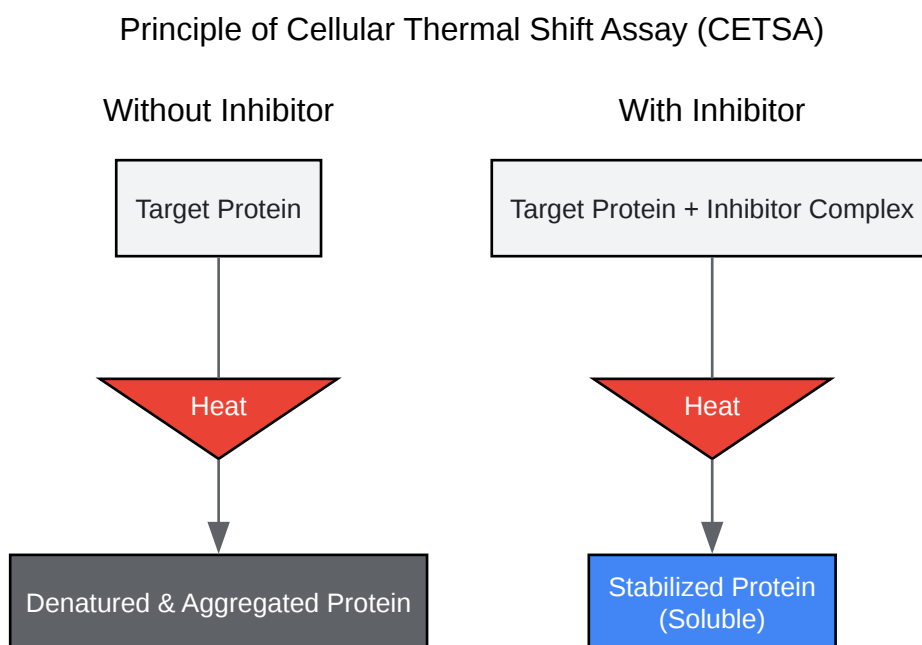 Principle of Cellular Thermal Shift Assay (CETSA)
Without Inhibitor
With Inhibitor
Target Protein
Target Protein + Inhibitor Complex
Heat
Heat
Denatured & Aggregated Protein
Stabilized Protein
(Soluble)